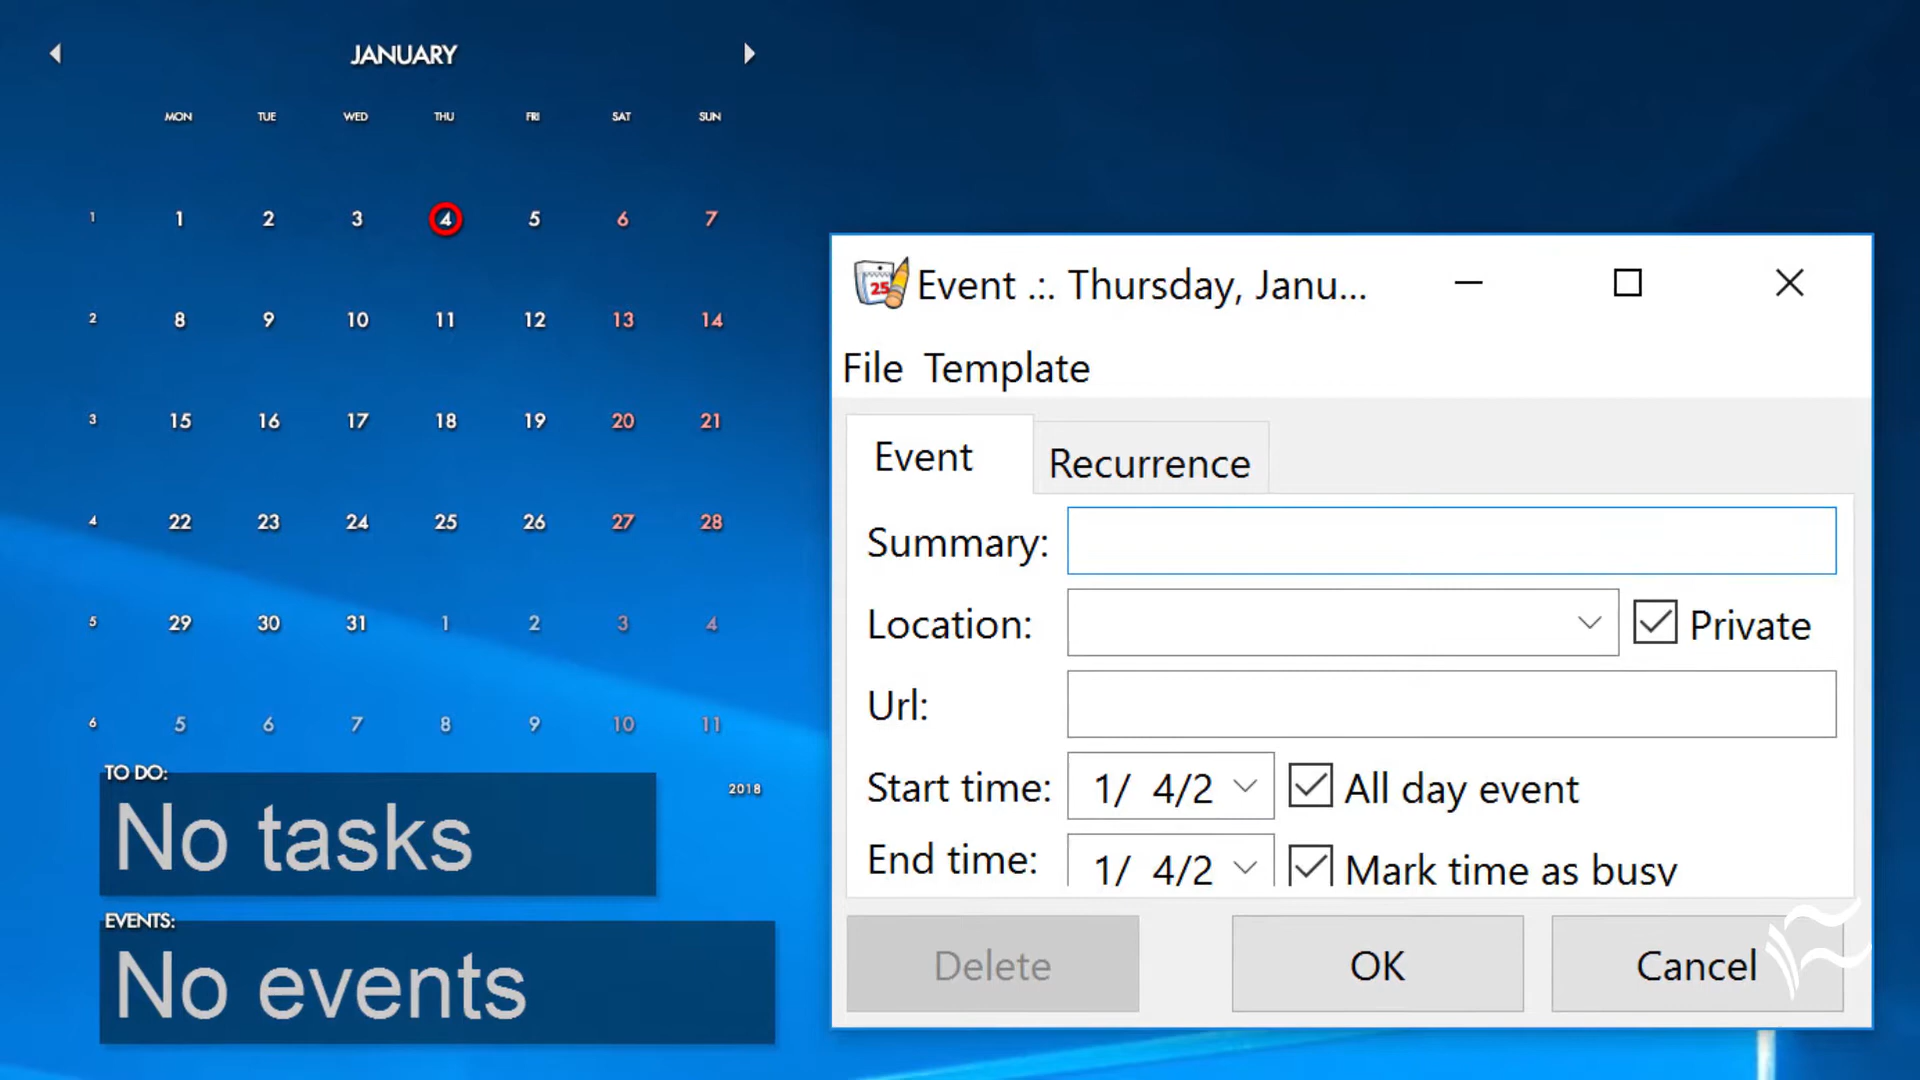 JANUARY
MON TUE WED THU FRI SAT SUN
1 1 2 3 4 5 6 7
2 8 9 10 11 12 13 14
3 15 16 17 18 19 20 21
4 22 23 24 25 26 27 28
5 29 30 31 1 2 3 4
6 5 6 7 8 9 10 11
2018
TO DO:
No tasks
EVENTS:
No events
25
Event .:. Thursday, Janu...
File Template
Event Recurrence
Summary:
Location: Private
Url:
Start time: 1/ 4/2 All day event
End time: 1/ 4/2 Mark time as busy
Delete OK Cancel